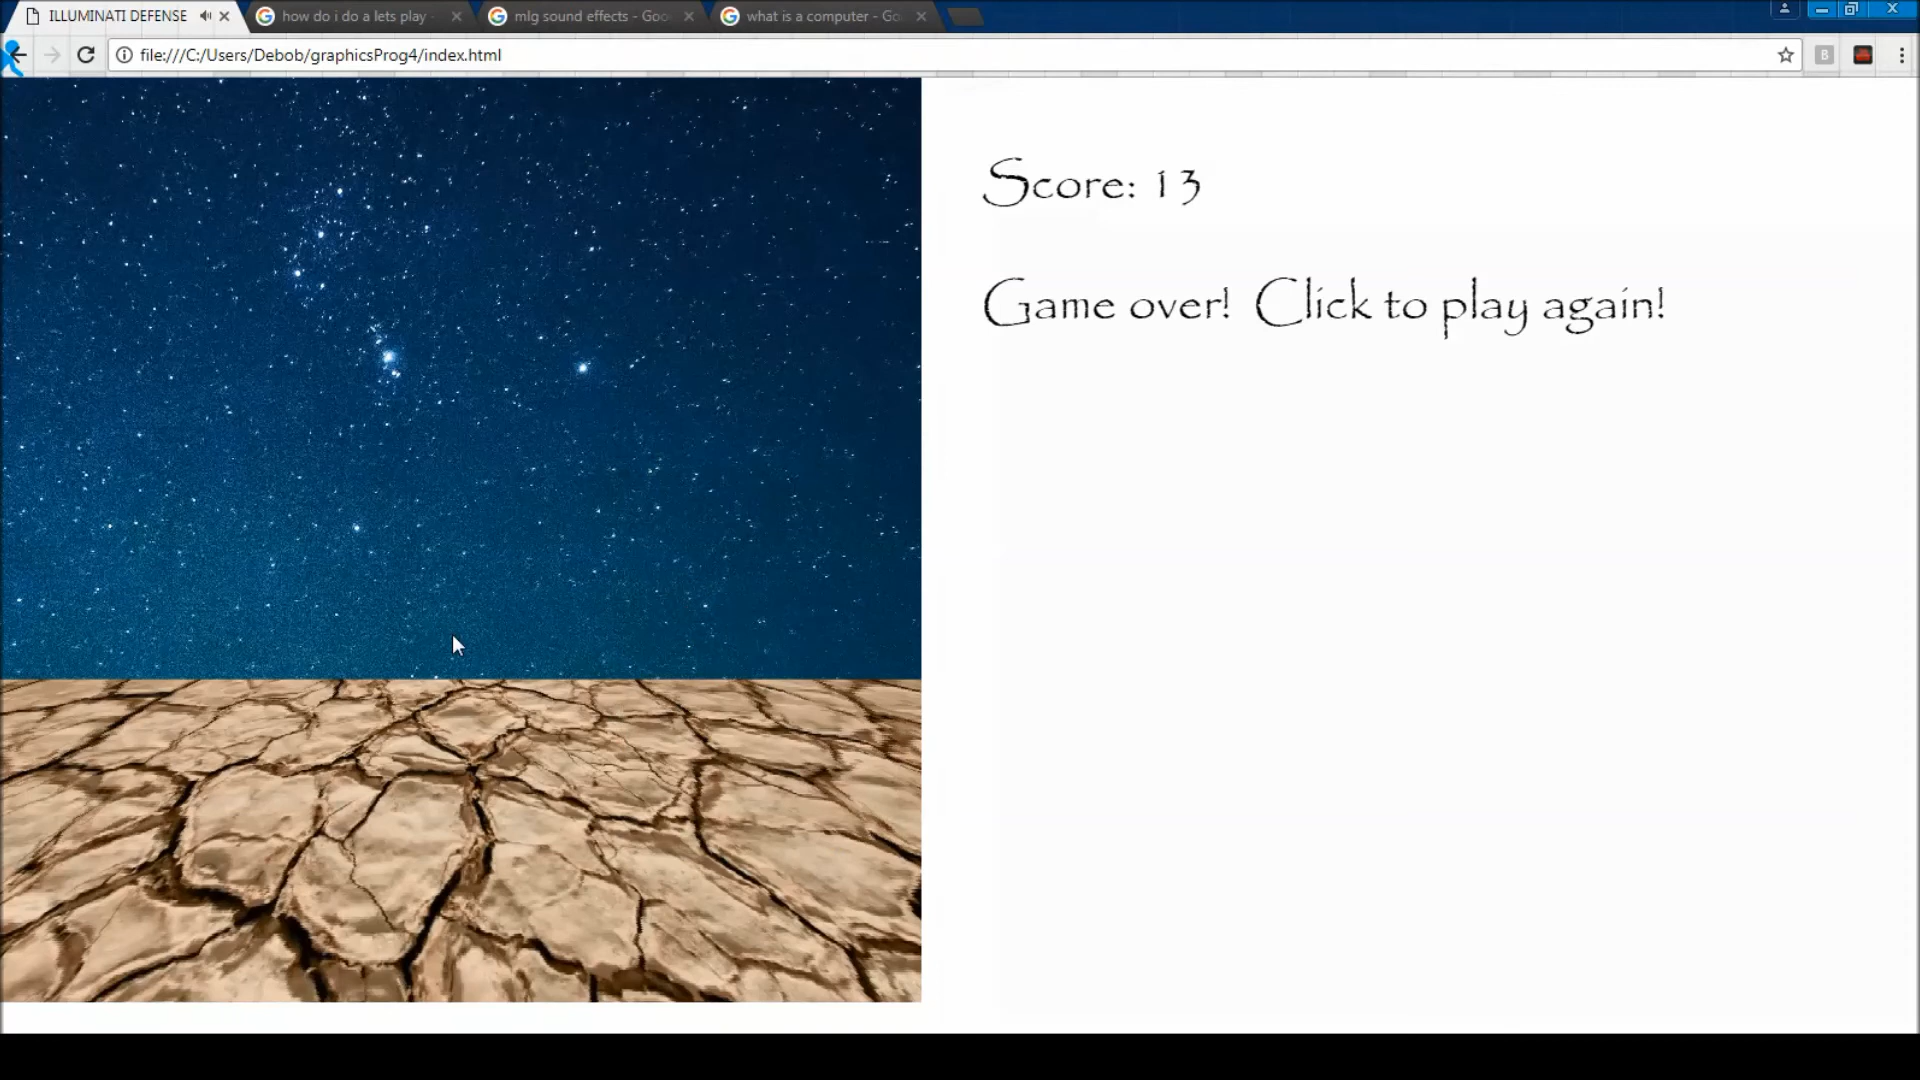 ILLUMINATI DEFENSE
how do i do a lets play -
mlg sound effects - Goo
what is a computer - Go
file:///C:/Users/Debob/graphicsProg4/index.html
B
Score: 13
Game over! Click to play again!